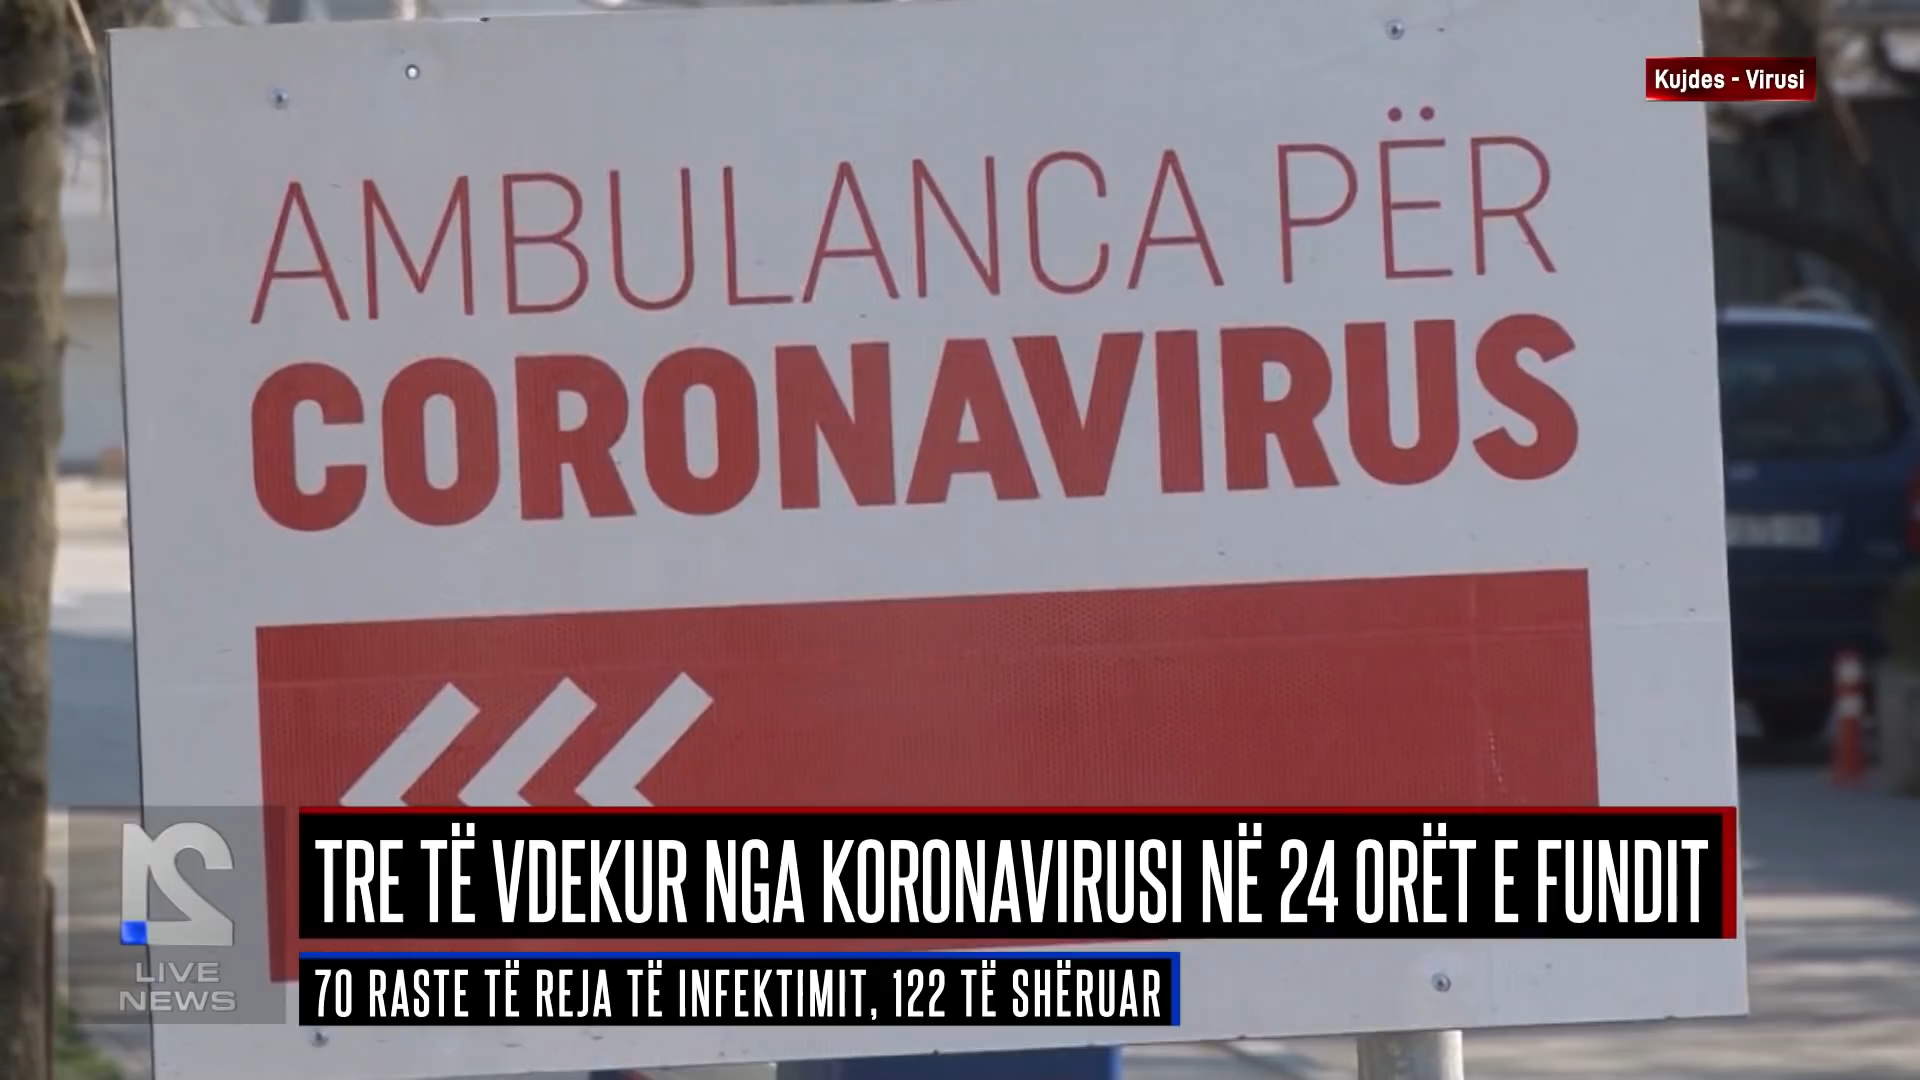 Kujdes - Virusi
AMBULANCA PËR
CORONAVIRUS
TRE TË VDEKUR NGA KORONAVIRUSI NË 24 ORËT E FUNDIT
70 RASTE TË REJA TË INFEKTIMIT, 122 TË SHËRUAR
21
LIVE
NEWS